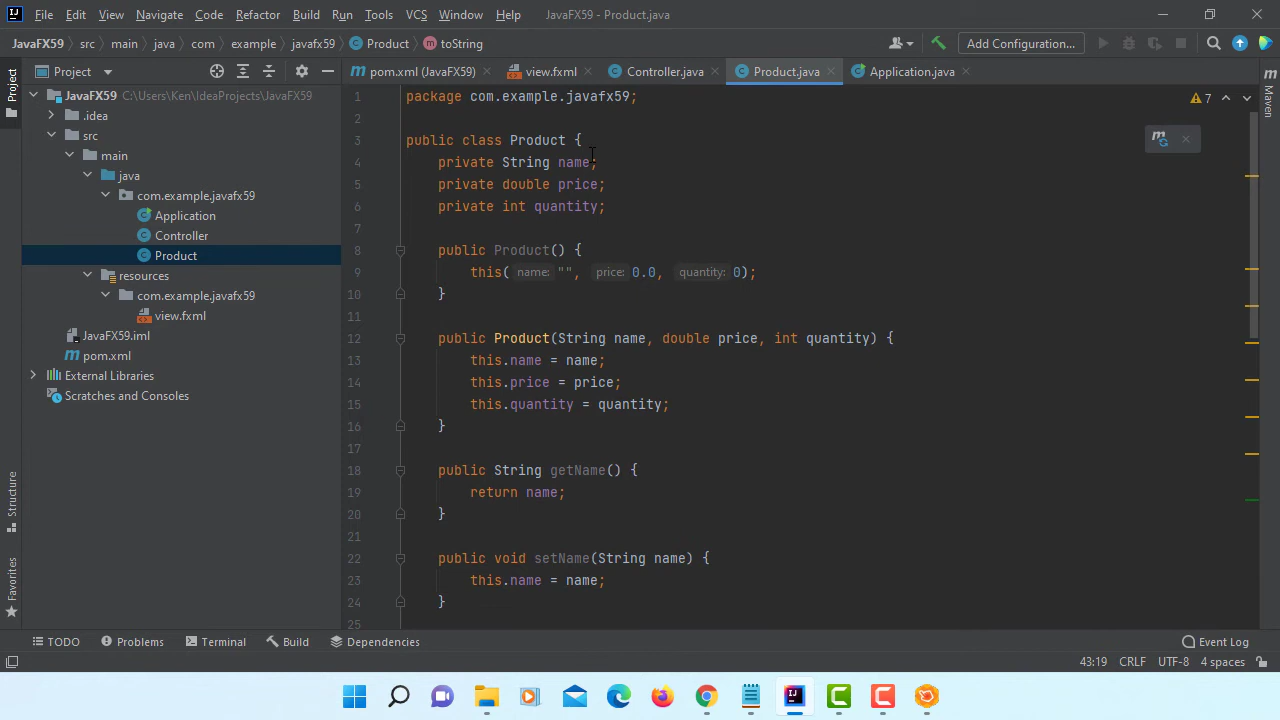 File Edit View Navigate Code Refactor Build Run Tools VCS Window Help JavaFX59 - Product.java
JavaFX59 src main java com example javafx59 Product toString Add Configuration...
Project pom.xml (JavaFX59) view.fxml Controller.java Product.java Application.java
Project
Structure
Favorites
Maven
JavaFX59 C:\Users\Ken\IdeaProjects\JavaFX59
.idea
src
main
java
com.example.javafx59
Application
Controller
Product
resources
com.example.javafx59
view.fxml
JavaFX59.iml
pom.xml
External Libraries
Scratches and Consoles
7
1 package com.example.javafx59;
2
3 public class Product {
4 private String name;
5 private double price;
6 private int quantity;
7
8 public Product() {
9 this( name: "", price: 0.0, quantity: 0);
10 }
11
12 public Product(String name, double price, int quantity) {
13 this.name = name;
14 this.price = price;
15 this.quantity = quantity;
16 }
17
18 public String getName() {
19 return name;
20 }
21
22 public void setName(String name) {
23 this.name = name;
24 }
25
TODO Problems Terminal Build Dependencies Event Log
43:19 CRLF UTF-8 4 spaces